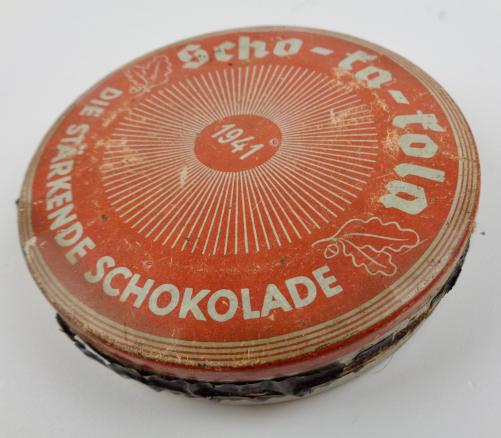 Scho-ka-kola
1941
DIE STÄRKENDE SCHOKOLADE